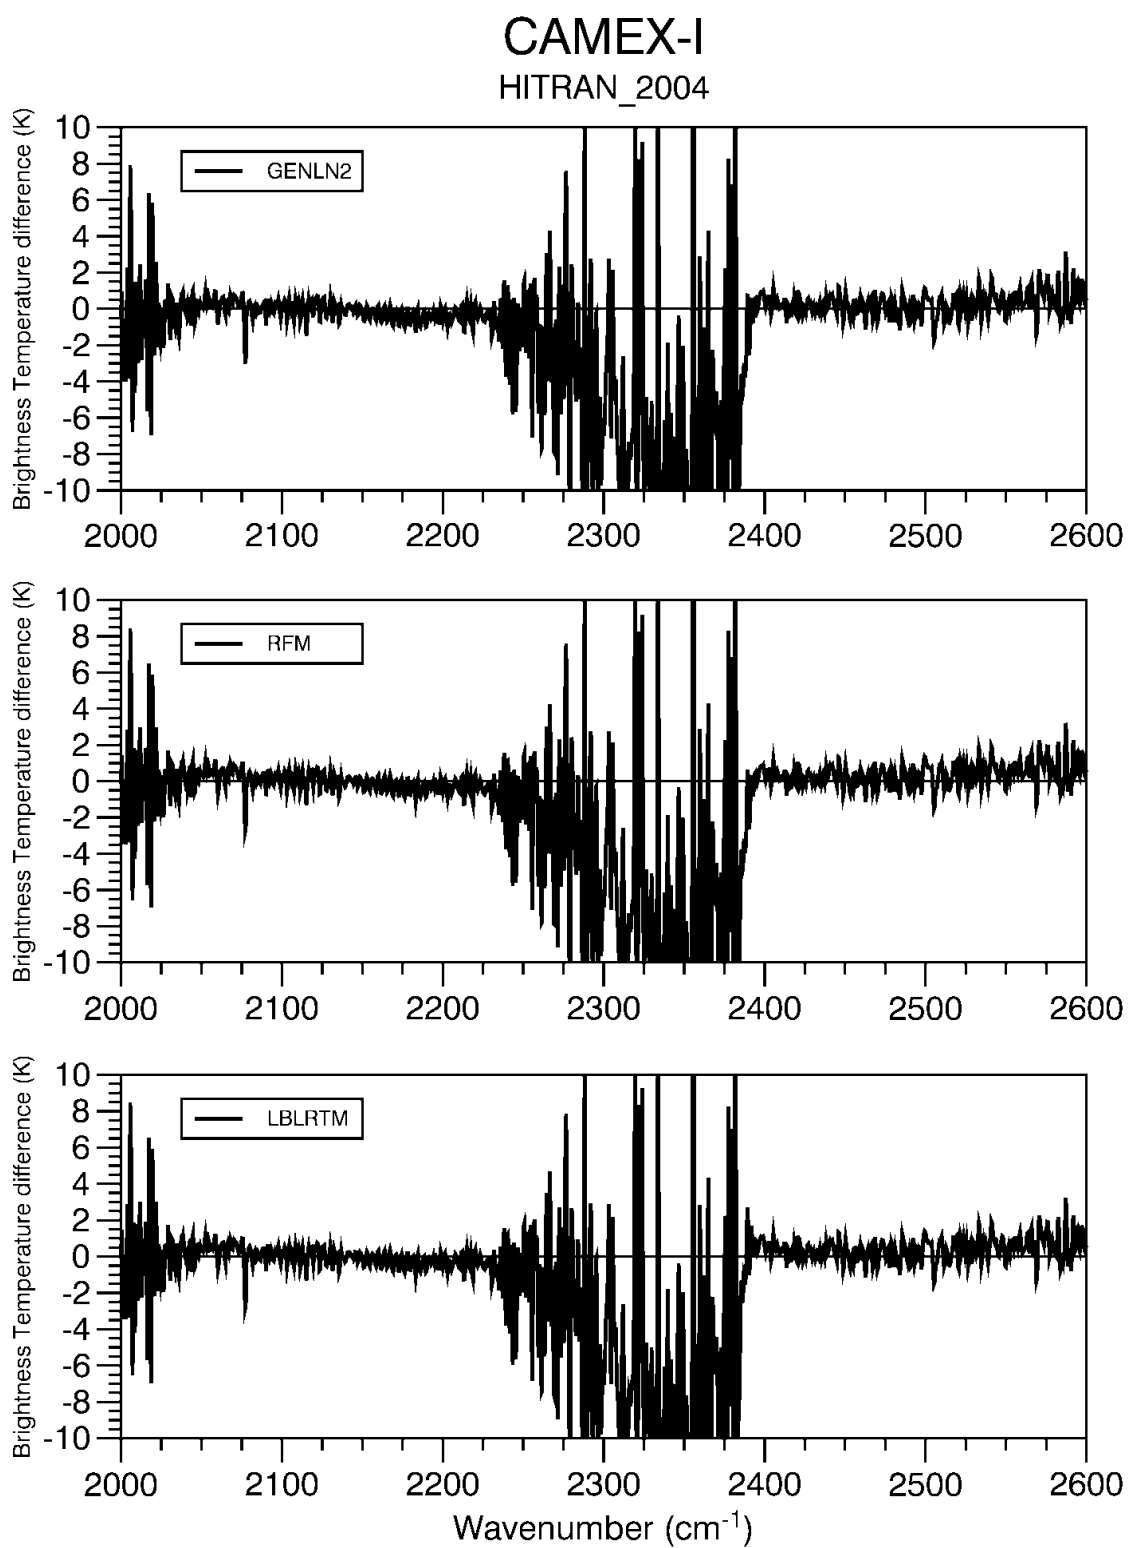 CAMEX-I
HITRAN_2004
Brightness Temperature difference (K)
10
8
6
4
2
0
-2
-4
-6
-8
-10
GENLN2
2000 2100 2200 2300 2400 2500 2600
Brightness Temperature difference (K)
10
8
6
4
2
0
-2
-4
-6
-8
-10
RFM
2000 2100 2200 2300 2400 2500 2600
Brightness Temperature difference (K)
10
8
6
4
2
0
-2
-4
-6
-8
-10
LBLRTM
2000 2100 2200 2300 2400 2500 2600
Wavenumber (cm⁻¹)